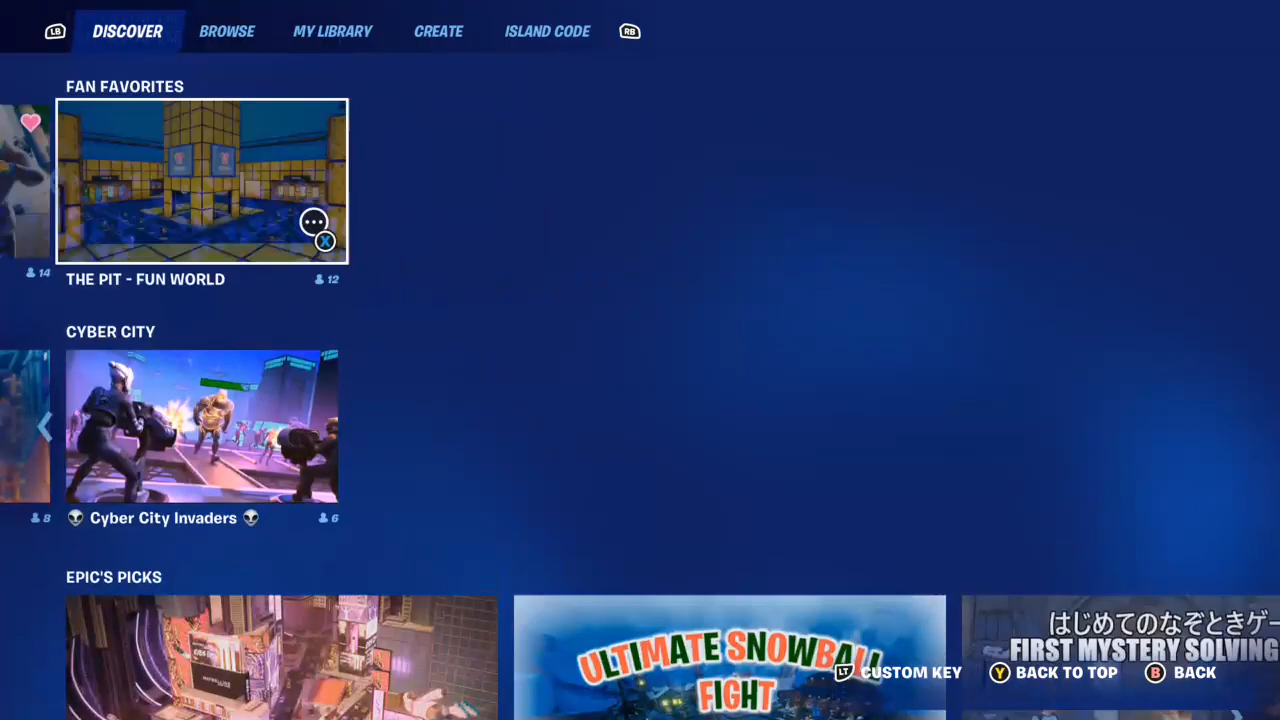 LB DISCOVER BROWSE MY LIBRARY CREATE ISLAND CODE RB
FAN FAVORITES
X
14
THE PIT - FUN WORLD 12
CYBER CITY
8
Cyber City Invaders 6
EPIC'S PICKS
はじめてのなぞときゲー
FIRST MYSTERY SOLVING
ULTIMATE SNOWBALL
FIGHT
LT CUSTOM KEY Y BACK TO TOP B BACK